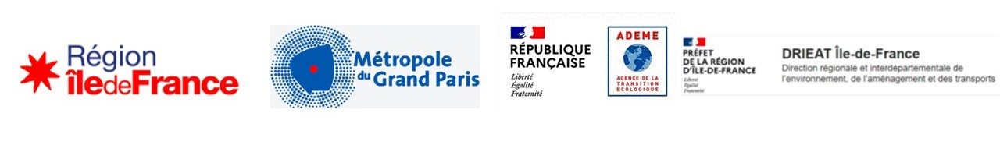 Région
îledeFrance
Métropole
du Grand Paris
RÉPUBLIQUE
FRANÇAISE
Liberté
Égalité
Fraternité
ADEME
AGENCE DE LA
TRANSITION
ÉCOLOGIQUE
PRÉFET
DE LA RÉGION
D'ÎLE-DE-FRANCE
Liberté
Égalité
Fraternité
DRIEAT Île-de-France
Direction régionale et interdépartementale de
l'environnement, de l'aménagement et des transports